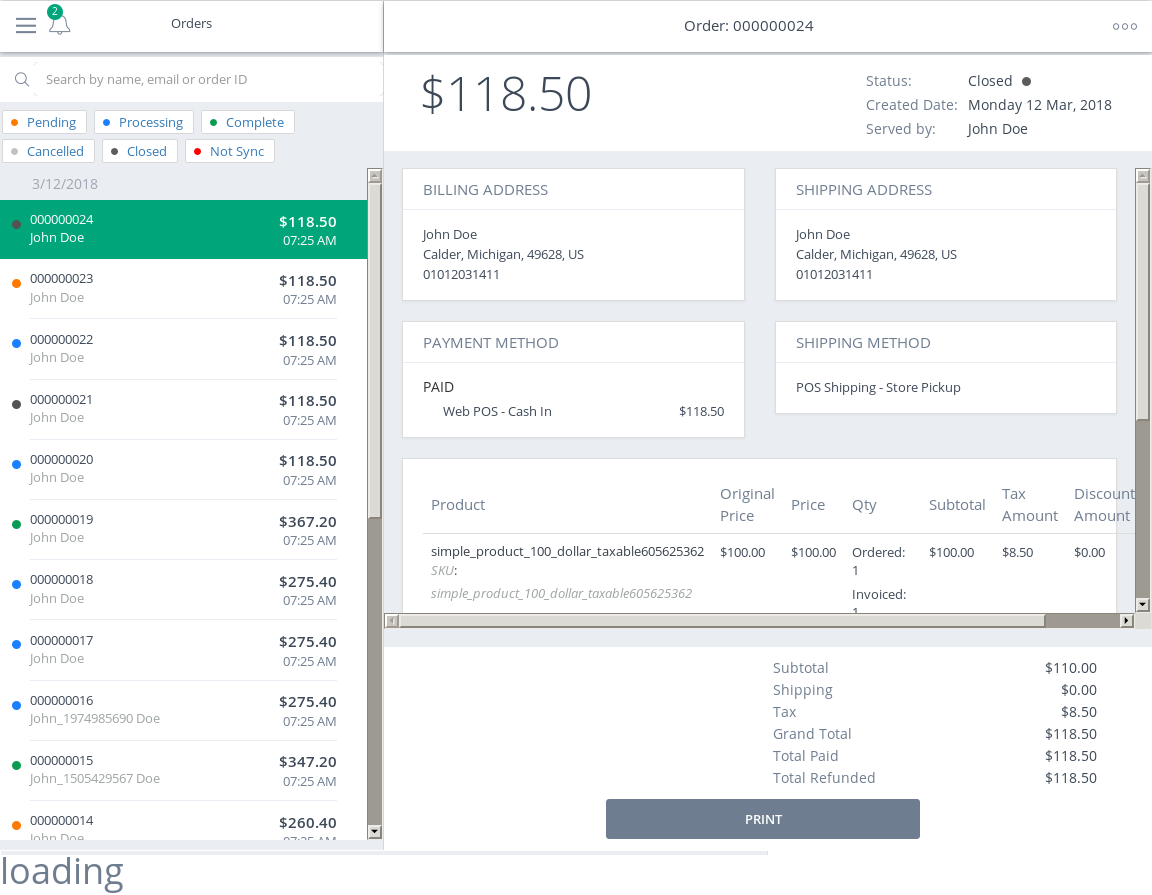 2
Orders
Order: 000000024
Search by name, email or order ID
Pending Processing Complete
Cancelled Closed Not Sync
3/12/2018
000000024 $118.50
John Doe 07:25 AM
000000023 $118.50
John Doe 07:25 AM
000000022 $118.50
John Doe 07:25 AM
000000021 $118.50
John Doe 07:25 AM
000000020 $118.50
John Doe 07:25 AM
000000019 $367.20
John Doe 07:25 AM
000000018 $275.40
John Doe 07:25 AM
000000017 $275.40
John Doe 07:25 AM
000000016 $275.40
John_1974985690 Doe 07:25 AM
000000015 $347.20
John_1505429567 Doe 07:25 AM
000000014 $260.40
John Doe 07:25 AM
$118.50
Status: Closed
Created Date: Monday 12 Mar, 2018
Served by: John Doe
BILLING ADDRESS
John Doe
Calder, Michigan, 49628, US
01012031411
SHIPPING ADDRESS
John Doe
Calder, Michigan, 49628, US
01012031411
PAYMENT METHOD
PAID
Web POS - Cash In $118.50
SHIPPING METHOD
POS Shipping - Store Pickup
Product Original Price Price Qty Subtotal Tax Amount Discount Amount
simple_product_100_dollar_taxable605625362 $100.00 $100.00 Ordered: $100.00 $8.50 $0.00
SKU: 1
simple_product_100_dollar_taxable605625362 Invoiced:
1
Subtotal $110.00
Shipping $0.00
Tax $8.50
Grand Total $118.50
Total Paid $118.50
Total Refunded $118.50
PRINT
loading